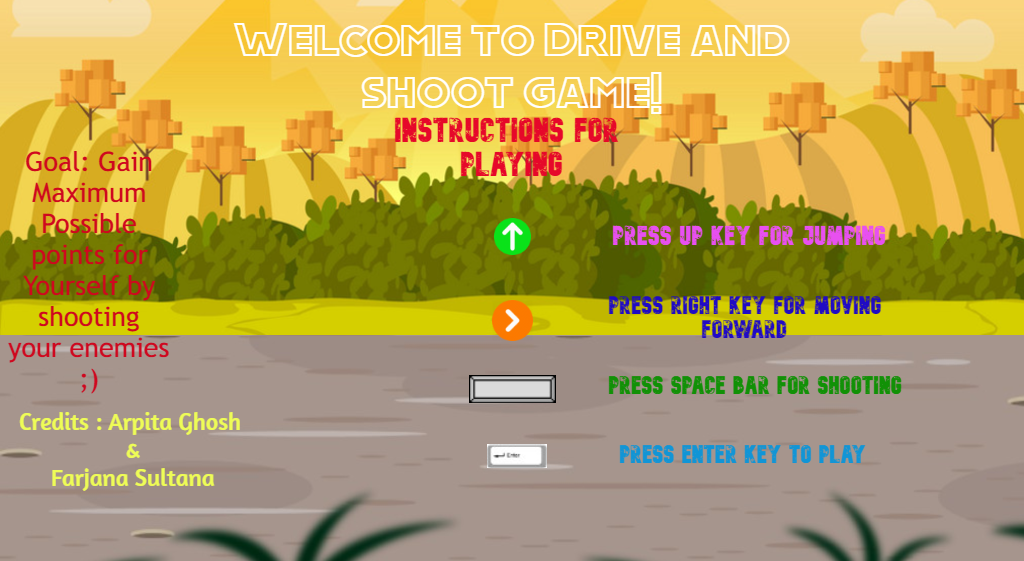 Welcome to Drive and
shoot game!
INSTRUCTIONS FOR
PLAYING
Goal: Gain
Maximum
Possible
points for
Yourself by
shooting
your enemies
;)
PRESS UP KEY FOR JUMPING
PRESS RIGHT KEY FOR MOVING
FORWARD
PRESS SPACE BAR FOR SHOOTING
Enter
PRESS ENTER KEY TO PLAY
Credits : Arpita Ghosh
&
Farjana Sultana